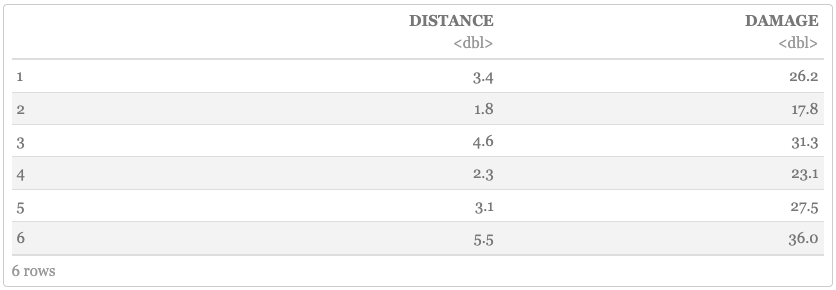 DISTANCE DAMAGE
<dbl> <dbl>
1 3.4 26.2
2 1.8 17.8
3 4.6 31.3
4 2.3 23.1
5 3.1 27.5
6 5.5 36.0
6 rows